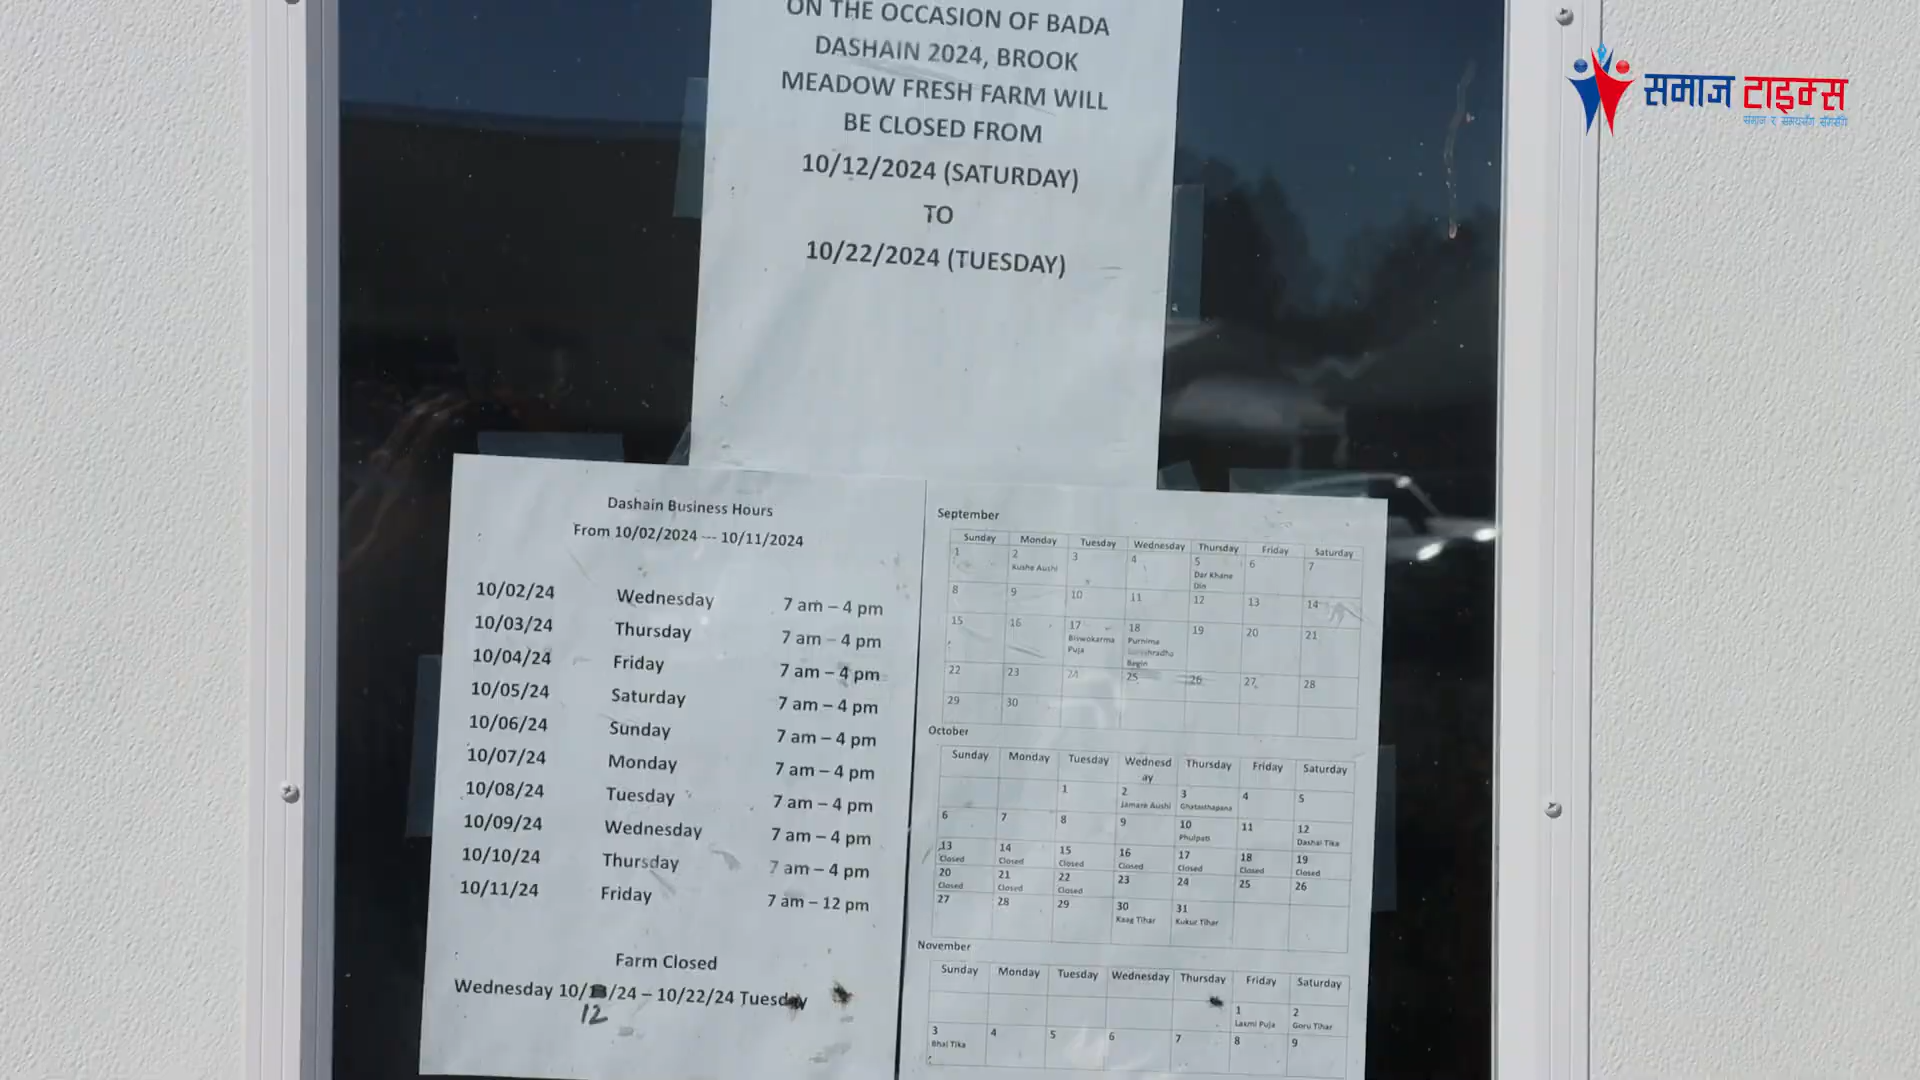 ON THE OCCASION OF BADA
DASHAIN 2024, BROOK
MEADOW FRESH FARM WILL
BE CLOSED FROM
10/12/2024 (SATURDAY)
TO
10/22/2024 (TUESDAY)
समाज टाइम्स
समाज र समयसँग सँगसँगै
Dashain Business Hours
From 10/02/2024 --- 10/11/2024
10/02/24 Wednesday 7 am – 4 pm
10/03/24 Thursday 7 am – 4 pm
10/04/24 Friday 7 am – 4 pm
10/05/24 Saturday 7 am – 4 pm
10/06/24 Sunday 7 am – 4 pm
10/07/24 Monday 7 am – 4 pm
10/08/24 Tuesday 7 am – 4 pm
10/09/24 Wednesday 7 am – 4 pm
10/10/24 Thursday 7 am – 4 pm
10/11/24 Friday 7 am – 12 pm
Farm Closed
Wednesday 10/1 /24 – 10/22/24 Tuesday
12
September
Sunday Monday Tuesday Wednesday Thursday Friday Saturday
1 2 3 4 5 6 7
Kushe Aushi Dar Khane
Din
8 9 10 11 12 13 14
15 16 17 18 19 20 21
Biswokarma Purnima
Puja
Begin
22 23 24 25 26 27 28
29 30
October
Sunday Monday Tuesday Wednesd Thursday Friday Saturday
ay
1 2 3 4 5
Jamara Aushi Ghatasthapana
6 7 8 9 10 11 12
Phulpati Dashai Tika
13 14 15 16 17 18 19
Closed Closed Closed Closed Closed Closed Closed
20 21 22 23 24 25 26
Closed Closed Closed
27 28 29 30 31
Kaag Tihar Kukur Tihar
November
Sunday Monday Tuesday Wednesday Thursday Friday Saturday
1 2
Laxmi Puja Goru Tihar
3 4 5 6 7 8 9
Bhai Tika